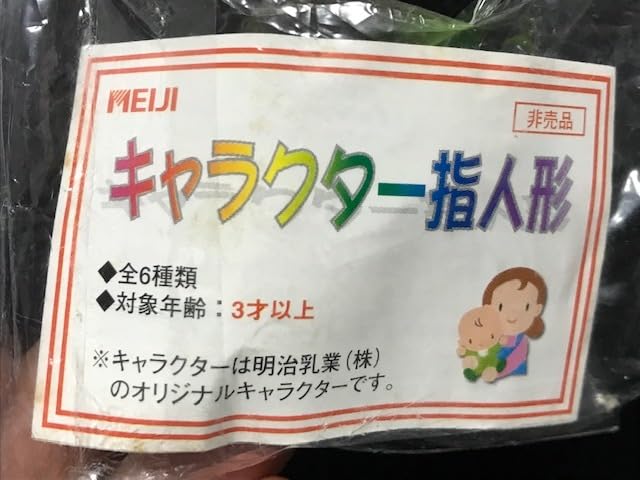 MEIJI
非売品
キャラクター指人形
◆全6種類
◆対象年齢：3才以上
※キャラクターは明治乳業(株)
のオリジナルキャラクターです。